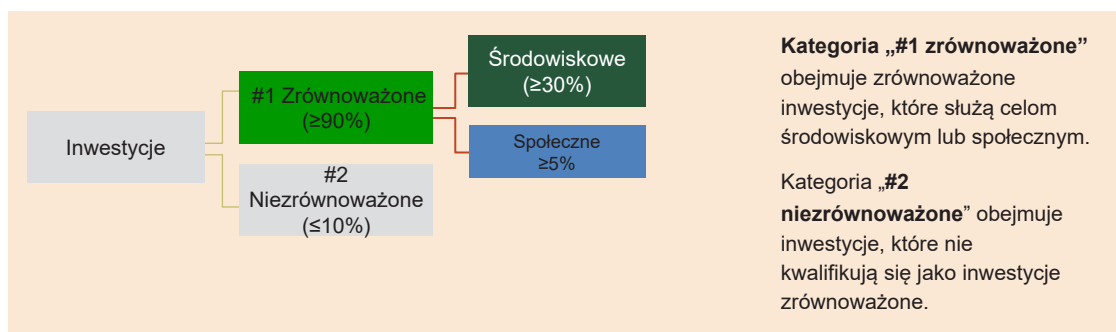 Inwestycje
#1 Zrównoważone
(≥90%)
#2
Niezrównoważone
(≤10%)
Środowiskowe
(≥30%)
Społeczne
≥5%
Kategoria „#1 zrównoważone”
obejmuje zrównoważone
inwestycje, które służą celom
środowiskowym lub społecznym.
Kategoria „#2
niezrównoważone” obejmuje
inwestycje, które nie
kwalifikują się jako inwestycje
zrównoważone.